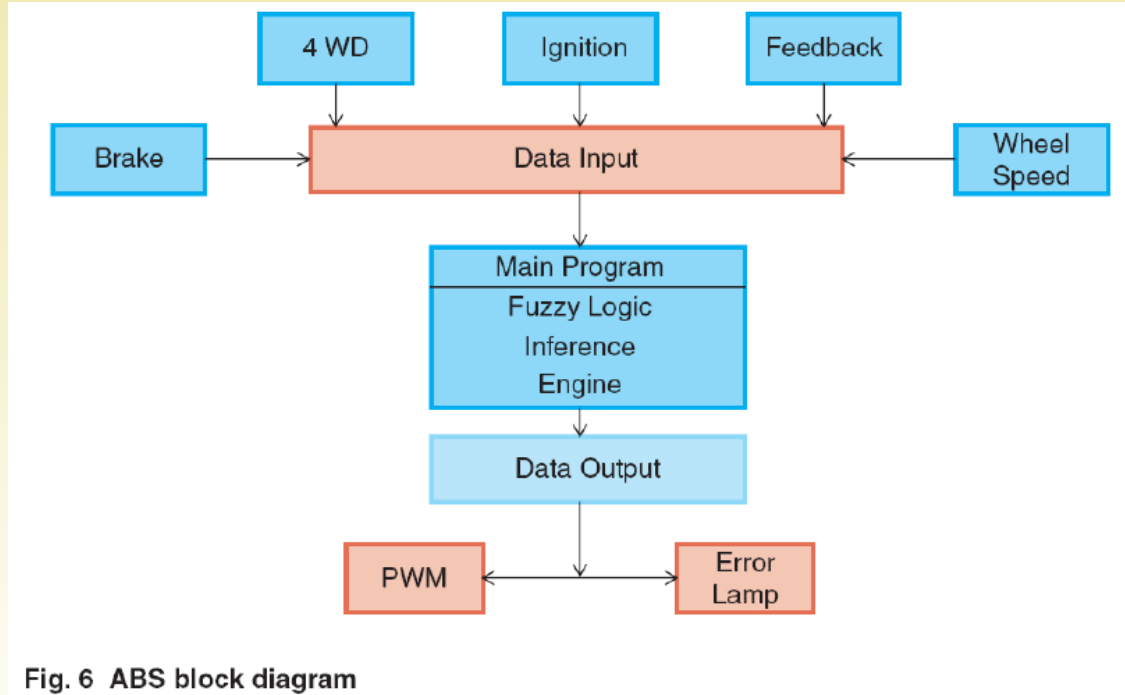 4 WD
Ignition
Feedback
Brake
Data Input
Wheel
Speed
Main Program
Fuzzy Logic
Inference
Engine
Data Output
PWM
Error
Lamp
Fig. 6 ABS block diagram